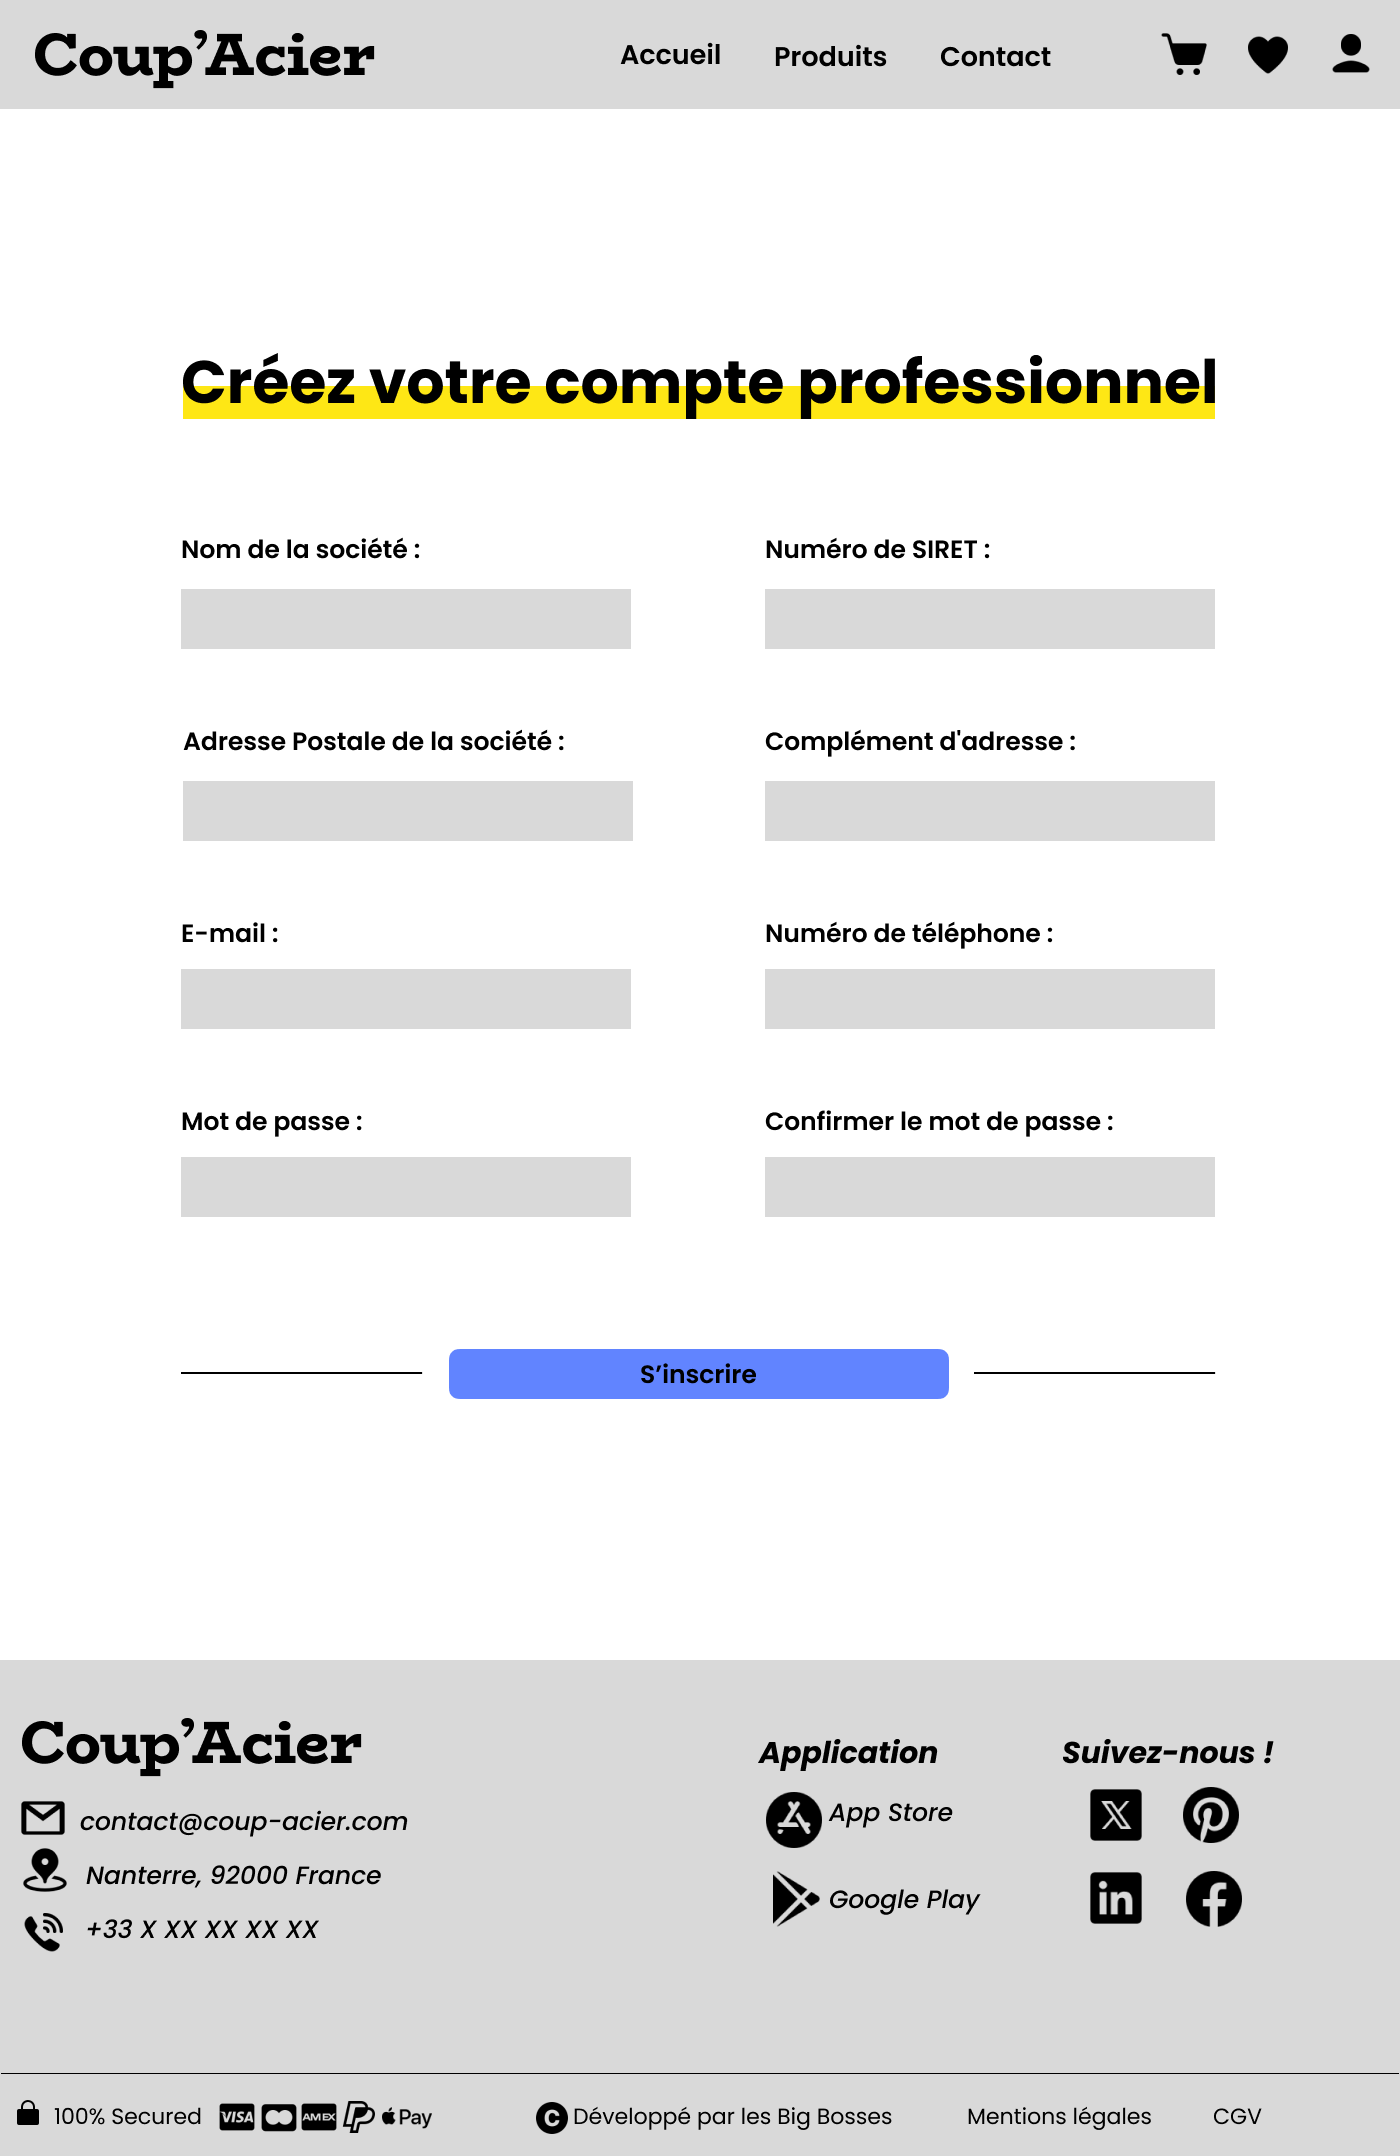 Coup’Acier
Accueil Produits Contact
Créez votre compte professionnel
Nom de la société : Numéro de SIRET :
Adresse Postale de la société : Complément d'adresse :
E-mail : Numéro de téléphone :
Mot de passe : Confirmer le mot de passe :
S’inscrire
Coup’Acier
Application Suivez-nous !
contact@coup-acier.com App Store
Nanterre, 92000 France Google Play
+33 X XX XX XX XX
100% Secured VISA AMEX Pay C Développé par les Big Bosses Mentions légales CGV